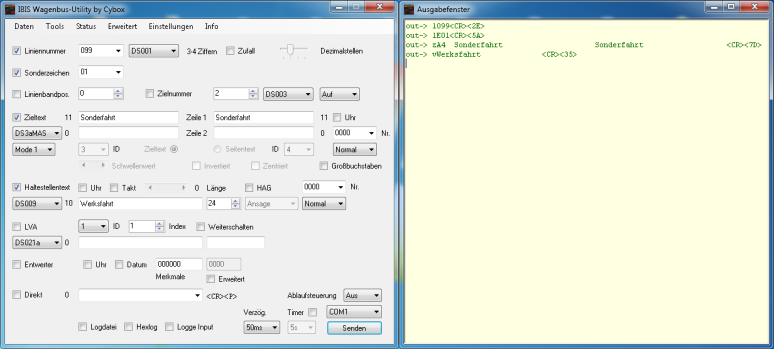 IBIS Wagenbus-Utility by Cybox
Daten Tools Status Erweitert Einstellungen Info
Liniennummer 099 DS001 3-4 Ziffern Zufall Dezimalstellen
Sonderzeichen 01
Linienbandpos. 0 Zielnummer 2 DS003 Auf
Zieltext 11 Sonderfahrt Zeile 1 Sonderfahrt 11 Uhr
DS3aMAS 0 Zeile 2 0 0000 Nr.
Mode 1 3 ID Zieltext @ Seitentext ID 4 Normal
Schwellenwert Invertiert Zentriert Großbuchstaben
Haltestellentext Uhr Takt 0 Länge HAG 0000 Nr.
DS009 10 Werksfahrt 24 Ansage Normal
LVA 1 ID 1 Index Weiterschalten
DS021a 0
Entwerter Uhr Datum 000000 0000
Merkmale Erweitert
Direkt 0 <CR><P> Ablaufsteuerung Aus
Verzög. Timer COM1
Logdatei Hexlog Logge Input 50ms 5s Senden
Ausgabefenster
out-> l099<CR><2E>
out-> lE01<CR><5A>
out-> zA4 Sonderfahrt Sonderfahrt <CR><7D>
out-> vWerksfahrt <CR><35>